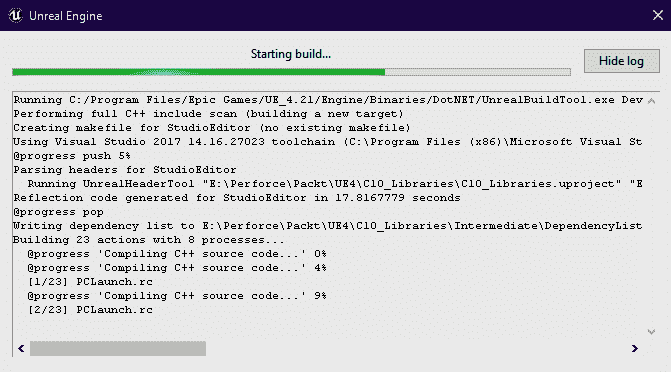 Unreal Engine
Starting build...
Hide log
Running C:/Program Files/Epic Games/UE_4.21/Engine/Binaries/DotNET/UnrealBuildTool.exe Dev
Performing full C++ include scan (building a new target)
Creating makefile for StudioEditor (no existing makefile)
Using Visual Studio 2017 14.16.27023 toolchain (C:\Program Files (x86)\Microsoft Visual St
@progress push 5%
Parsing headers for StudioEditor
  Running UnrealHeaderTool "E:\Perforce\Packt\UE4\C10_Libraries\C10_Libraries.uproject" "E
Reflection code generated for StudioEditor in 17.8167779 seconds
@progress pop
Writing dependency list to E:\Perforce\Packt\UE4\C10_Libraries\Intermediate\DependencyList
Building 23 actions with 8 processes...
  @progress 'Compiling C++ source code...' 0%
  @progress 'Compiling C++ source code...' 4%
  [1/23] PCLaunch.rc
  @progress 'Compiling C++ source code...' 9%
  [2/23] PCLaunch.rc